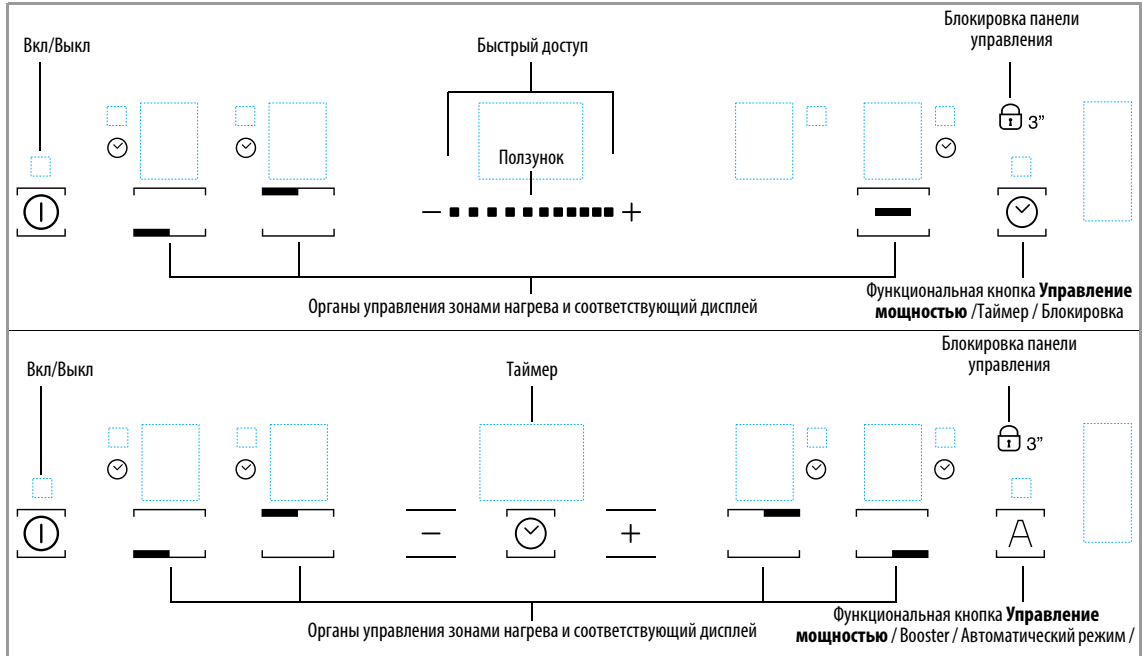 Блокировка панели
управления
Вкл/Выкл
Быстрый доступ
3”
Ползунок
Органы управления зонами нагрева и соответствующий дисплей
Функциональная кнопка Управление
мощностью /Таймер / Блокировка
Блокировка панели
управления
Вкл/Выкл
Таймер
3”
A
Органы управления зонами нагрева и соответствующий дисплей
Функциональная кнопка Управление
мощностью / Booster / Автоматический режим /